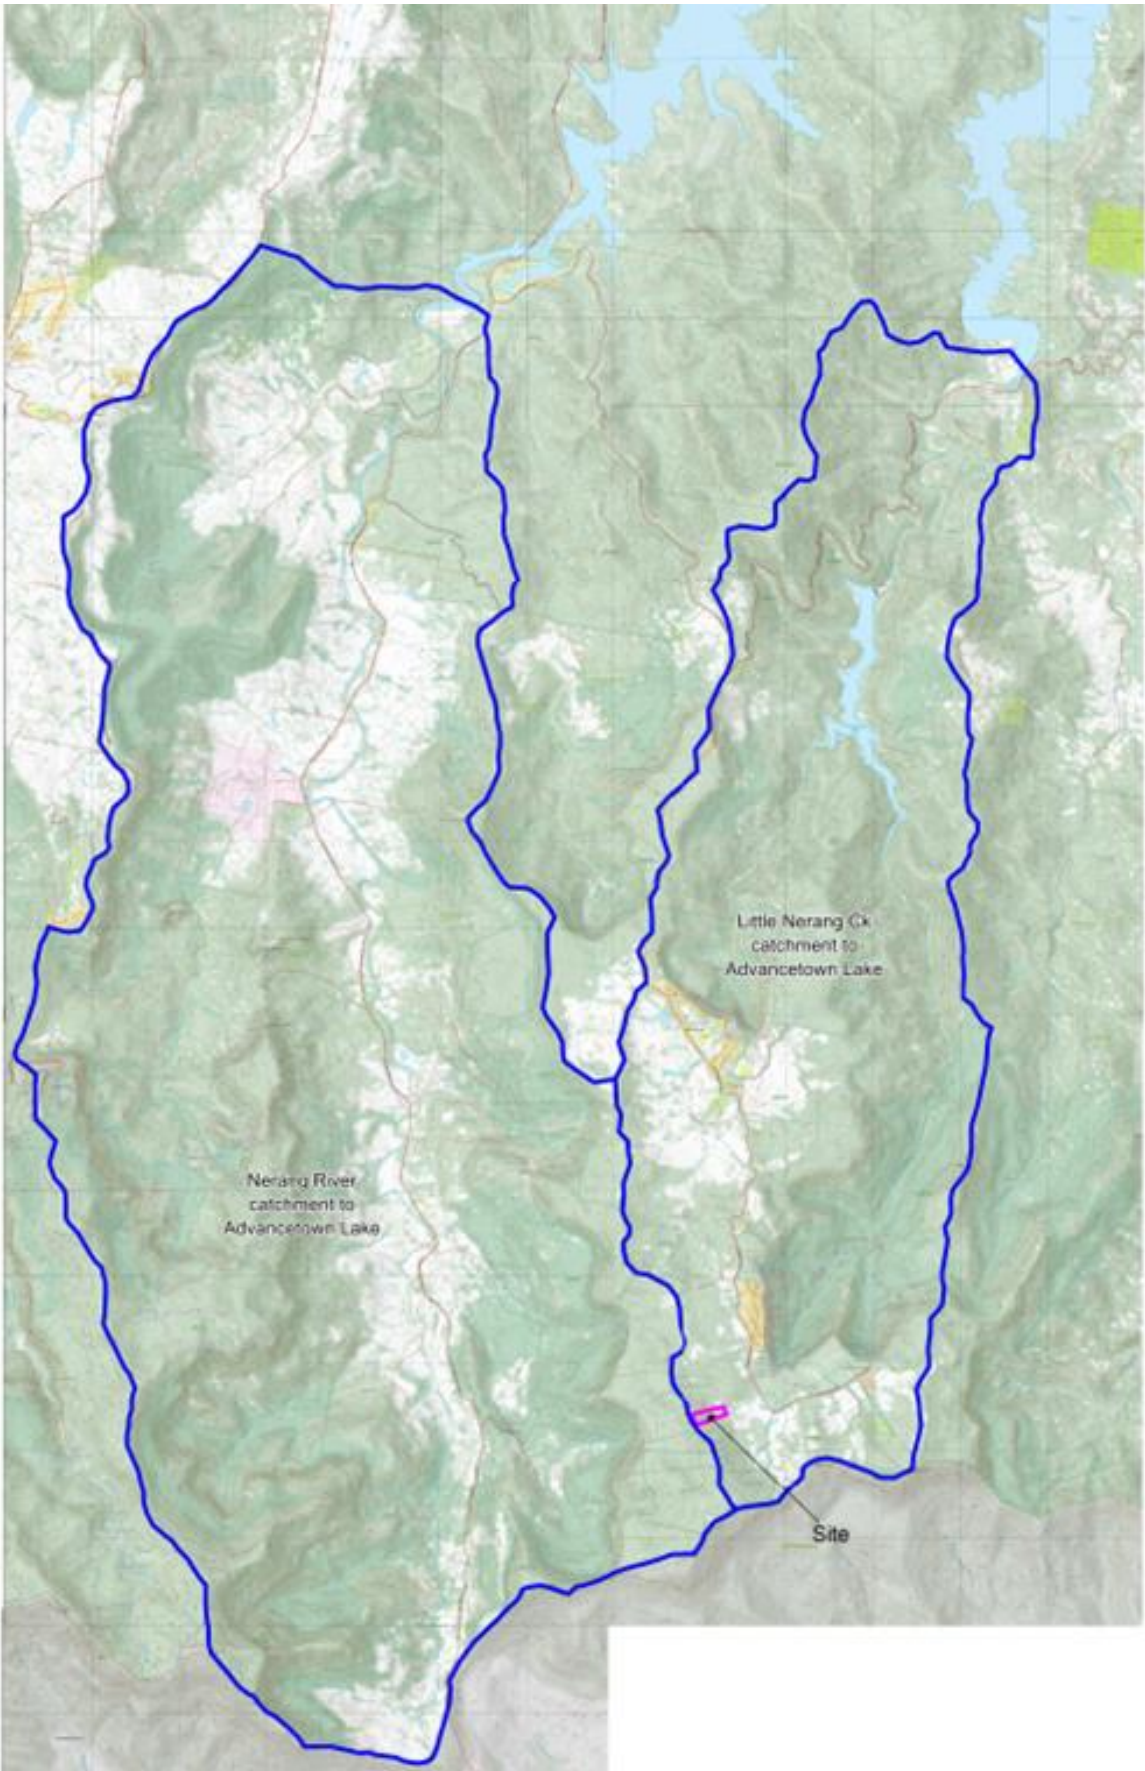 Little Nerang Ck
catchment to
Advancetown Lake
Nerang River
catchment to
Advancetown Lake
Site